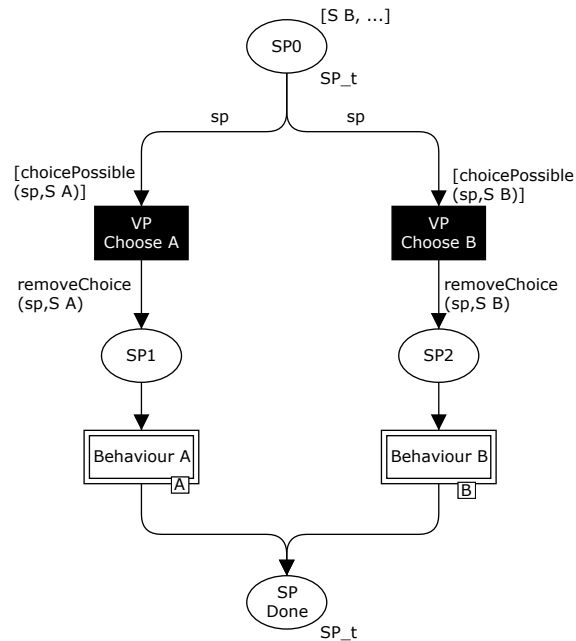 [S B, ...]
SP0
SP_t
sp
sp
[choicePossible
(sp,S A)]
[choicePossible
(sp,S B)]
VP
Choose A
VP
Choose B
removeChoice
(sp,S A)
removeChoice
(sp,S B)
SP1
SP2
Behaviour A
A
Behaviour B
B
SP
Done
SP_t